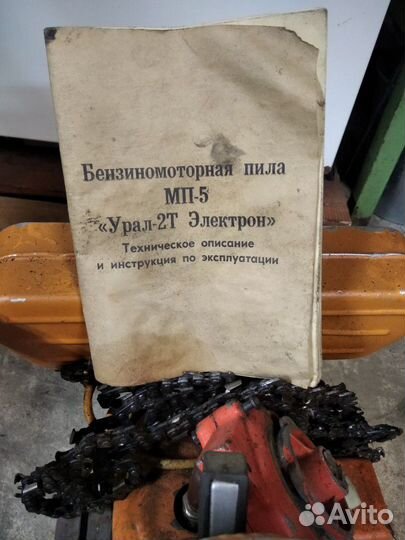 Бензиномоторная пила
МП-5
«Урал-2Т Электрон»
Техническое описание
и инструкция по эксплуатации
Avito